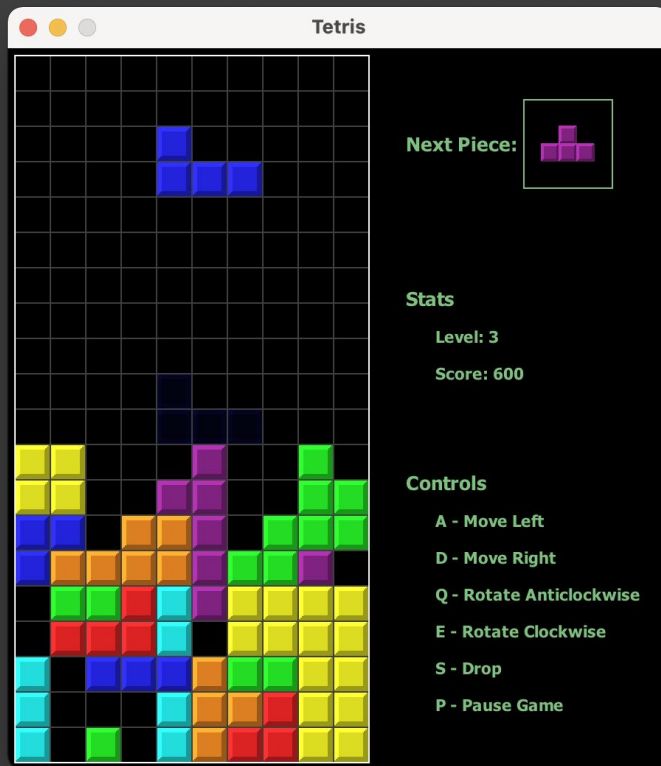 Tetris
Next Piece:
Stats
Level: 3
Score: 600
Controls
A - Move Left
D - Move Right
Q - Rotate Anticlockwise
E - Rotate Clockwise
S - Drop
P - Pause Game